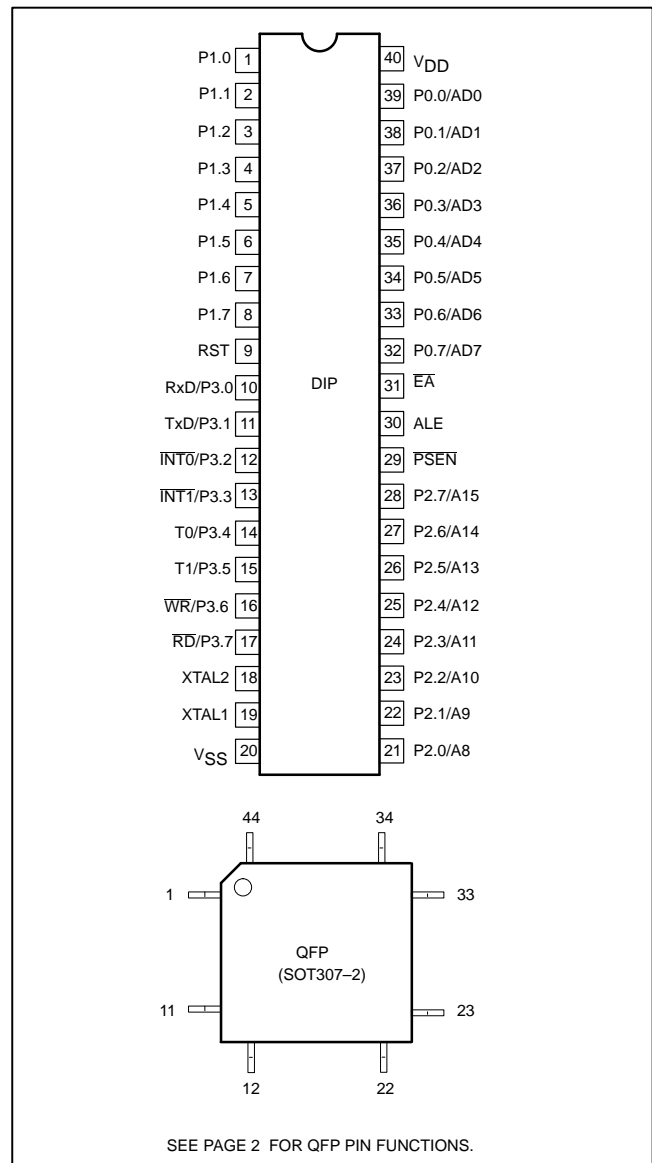 P1.0 1 40 VDD
P1.1 2 39 P0.0/AD0
P1.2 3 38 P0.1/AD1
P1.3 4 37 P0.2/AD2
P1.4 5 36 P0.3/AD3
P1.5 6 35 P0.4/AD4
P1.6 7 34 P0.5/AD5
P1.7 8 33 P0.6/AD6
RST 9 32 P0.7/AD7
RxD/P3.0 10 DIP 31 E̅A̅
TxD/P3.1 11 30 ALE
I̅N̅T̅0̅/P3.2 12 29 P̅S̅E̅N̅
I̅N̅T̅1̅/P3.3 13 28 P2.7/A15
T0/P3.4 14 27 P2.6/A14
T1/P3.5 15 26 P2.5/A13
W̅R̅/P3.6 16 25 P2.4/A12
R̅D̅/P3.7 17 24 P2.3/A11
XTAL2 18 23 P2.2/A10
XTAL1 19 22 P2.1/A9
VSS 20 21 P2.0/A8
44 34
1 33
QFP
(SOT307–2)
11 23
12 22
SEE PAGE 2 FOR QFP PIN FUNCTIONS.